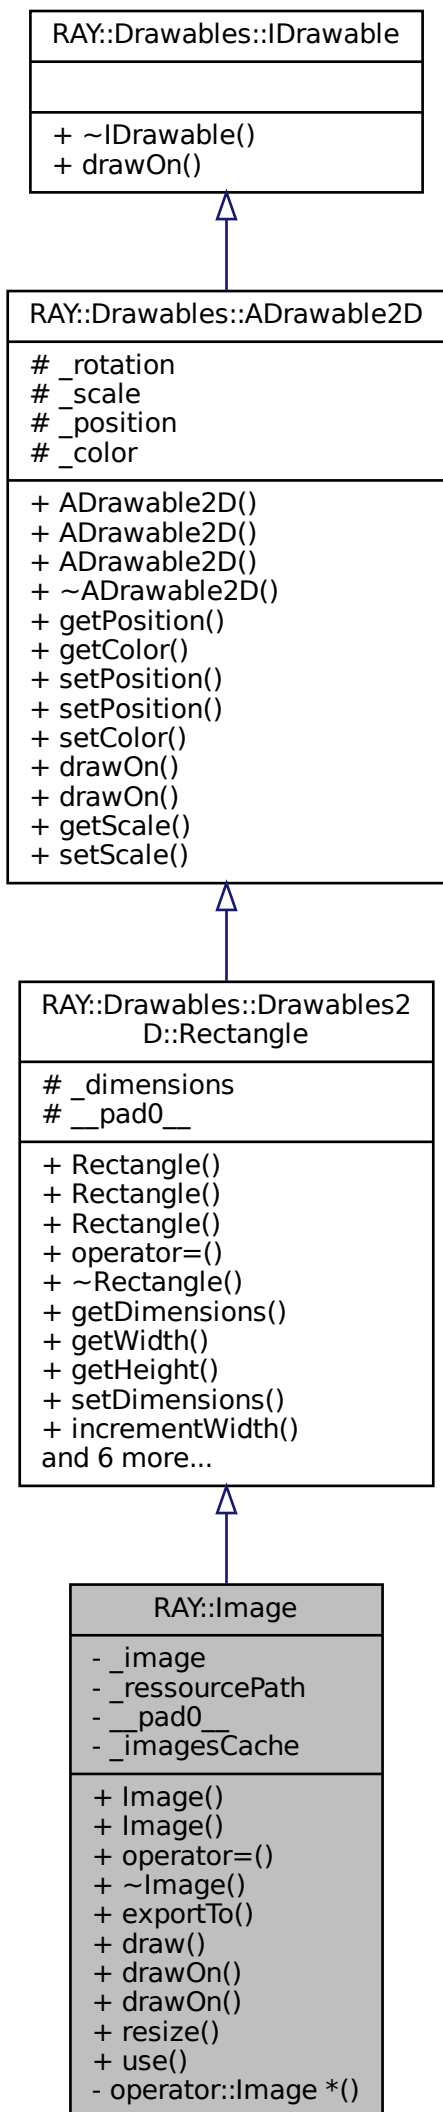 RAY::Drawables::IDrawable
+ ~IDrawable()
+ drawOn()
RAY::Drawables::ADrawable2D
# _rotation
# _scale
# _position
# _color
+ ADrawable2D()
+ ADrawable2D()
+ ADrawable2D()
+ ~ADrawable2D()
+ getPosition()
+ getColor()
+ setPosition()
+ setPosition()
+ setColor()
+ drawOn()
+ drawOn()
+ getScale()
+ setScale()
RAY::Drawables::Drawables2
D::Rectangle
# _dimensions
# __pad0__
+ Rectangle()
+ Rectangle()
+ Rectangle()
+ operator=()
+ ~Rectangle()
+ getDimensions()
+ getWidth()
+ getHeight()
+ setDimensions()
+ incrementWidth()
and 6 more...
RAY::Image
- _image
- _ressourcePath
- __pad0__
- _imagesCache
+ Image()
+ Image()
+ operator=()
+ ~Image()
+ exportTo()
+ draw()
+ drawOn()
+ drawOn()
+ resize()
+ use()
- operator::Image *()